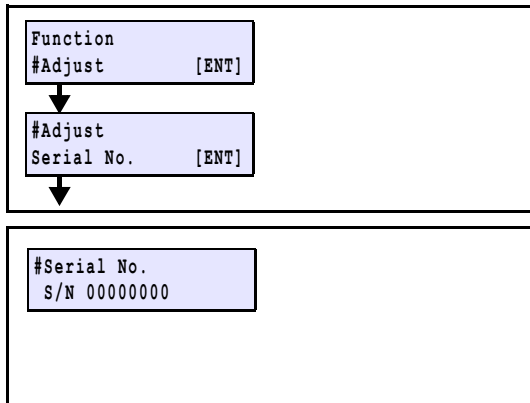 Function
#Adjust [ENT]
#Adjust
Serial No. [ENT]
#Serial No.
S/N 00000000